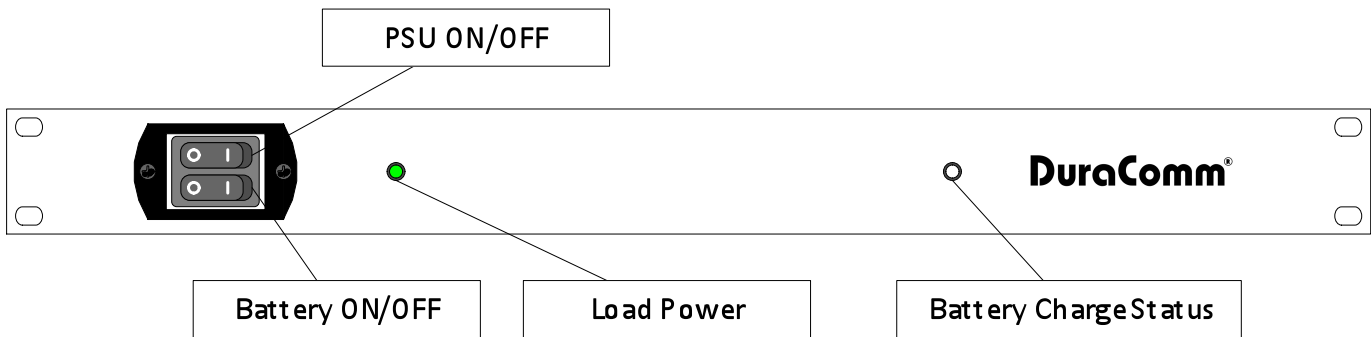 PSU ON/OFF
O I
O I
DuraComm®
Battery ON/OFF
Load Power
Battery Charge Status